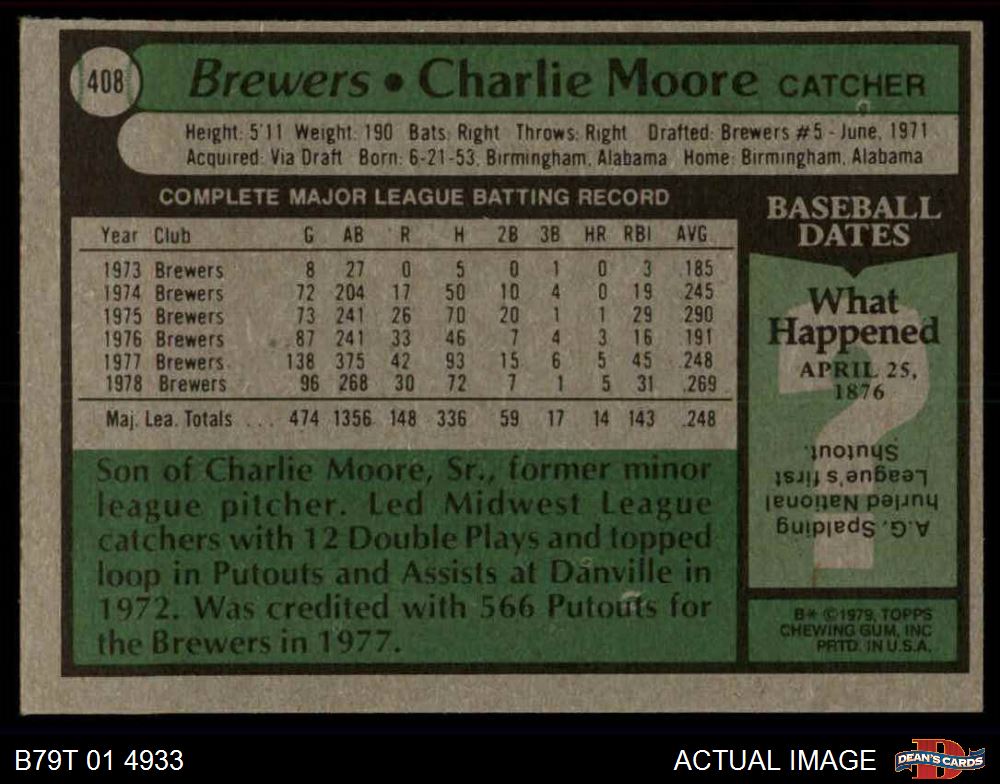 408
Brewers • Charlie Moore CATCHER
Height: 5'11 Weight: 190 Bats: Right Throws: Right Drafted: Brewers #5 - June, 1971
Acquired: Via Draft Born: 6-21-53, Birmingham, Alabama Home: Birmingham, Alabama
COMPLETE MAJOR LEAGUE BATTING RECORD
Year Club G AB R H 2B 3B HR RBI AVG
1973 Brewers 8 27 0 5 0 1 0 3 .185
1974 Brewers 72 204 17 50 10 4 0 19 .245
1975 Brewers 73 241 26 70 20 1 1 29 .290
1976 Brewers 87 241 33 46 7 4 3 16 .191
1977 Brewers 138 375 42 93 15 6 5 45 .248
1978 Brewers 96 268 30 72 7 1 5 31 .269
Maj. Lea. Totals ... 474 1356 148 336 59 17 14 143 .248
Son of Charlie Moore, Sr., former minor
league pitcher. Led Midwest League
catchers with 12 Double Plays and topped
loop in Putouts and Assists at Danville in
1972. Was credited with 566 Putouts for
the Brewers in 1977.
BASEBALL
DATES
What
Happened
APRIL 25,
1876
?
A.G. Spalding
hurled National
League's first
Shutout.
B* ©1979, TOPPS
CHEWING GUM, INC
PRTD. IN U.S.A.
B79T 01 4933
ACTUAL IMAGE
D
DEAN'S CARDS